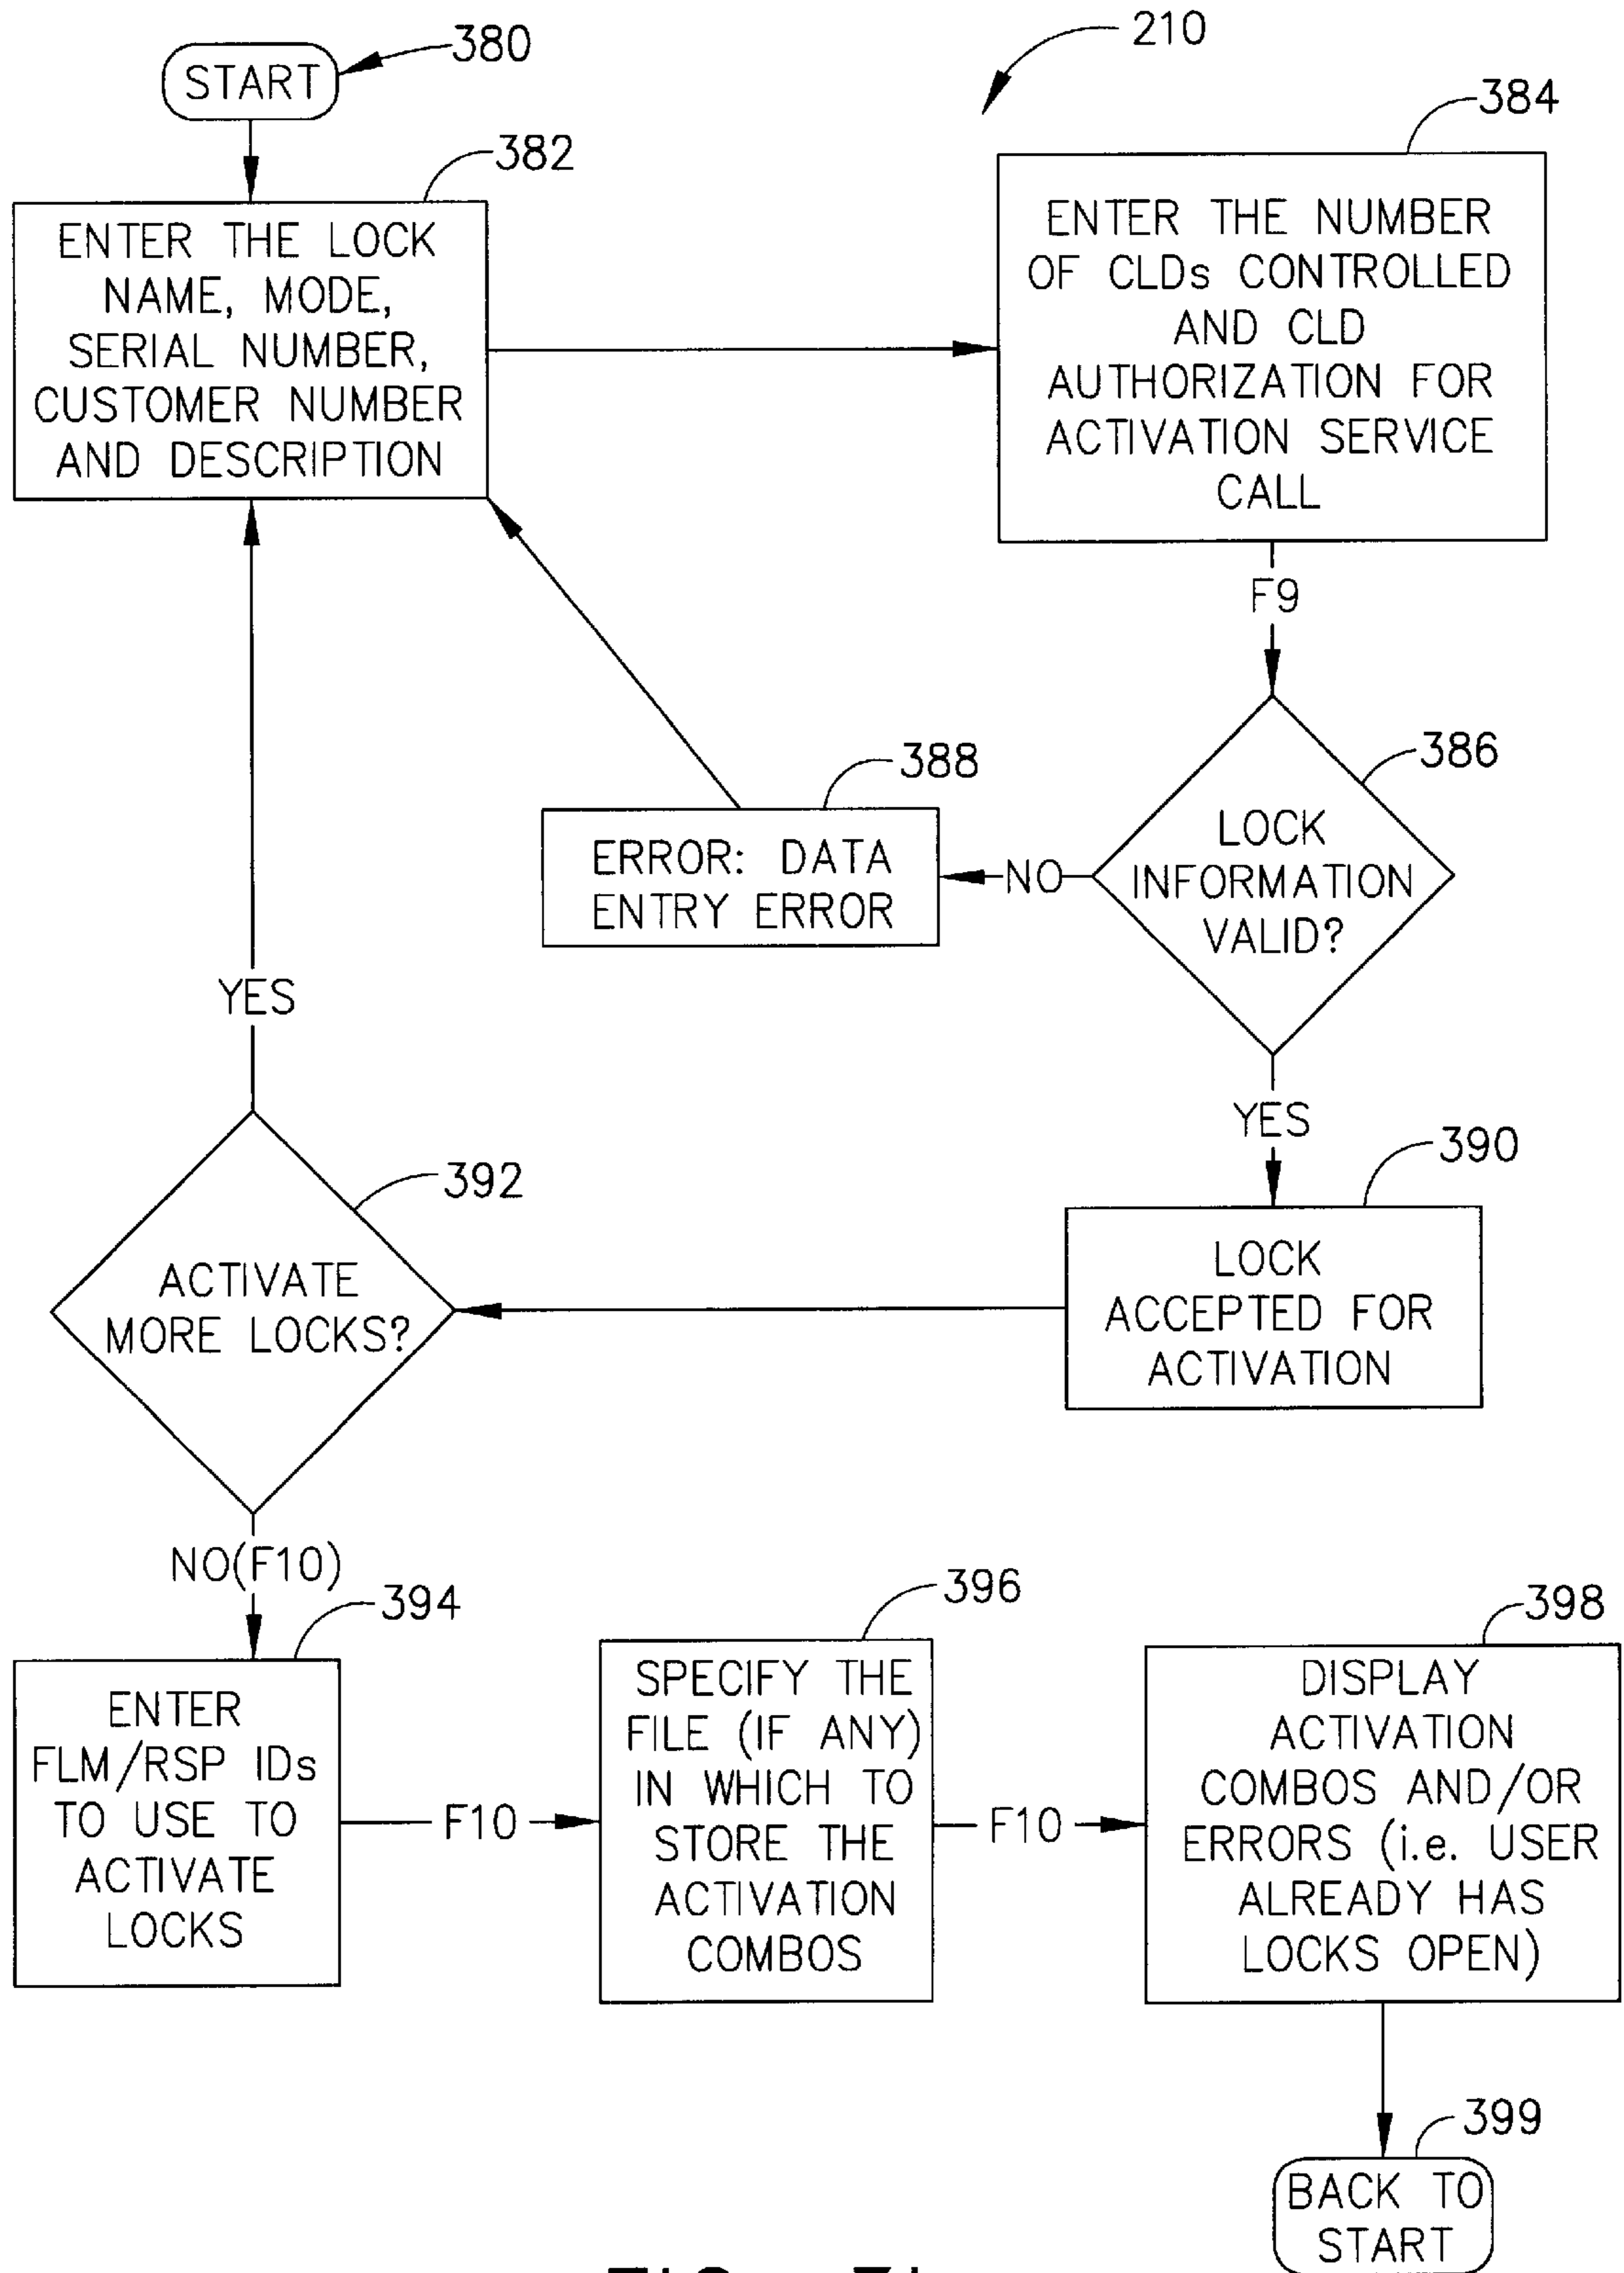 START
380
210
382
ENTER THE LOCK
NAME, MODE,
SERIAL NUMBER,
CUSTOMER NUMBER
AND DESCRIPTION
384
ENTER THE NUMBER
OF CLDs CONTROLLED
AND CLD
AUTHORIZATION FOR
ACTIVATION SERVICE
CALL
F9
386
LOCK
INFORMATION
VALID?
NO
388
ERROR: DATA
ENTRY ERROR
YES
390
LOCK
ACCEPTED FOR
ACTIVATION
392
ACTIVATE
MORE LOCKS?
YES
NO(F10)
394
ENTER
FLM/RSP IDs
TO USE TO
ACTIVATE
LOCKS
F10
396
SPECIFY THE
FILE (IF ANY)
IN WHICH TO
STORE THE
ACTIVATION
COMBOS
F10
398
DISPLAY
ACTIVATION
COMBOS AND/OR
ERRORS (i.e. USER
ALREADY HAS
LOCKS OPEN)
399
BACK TO
START